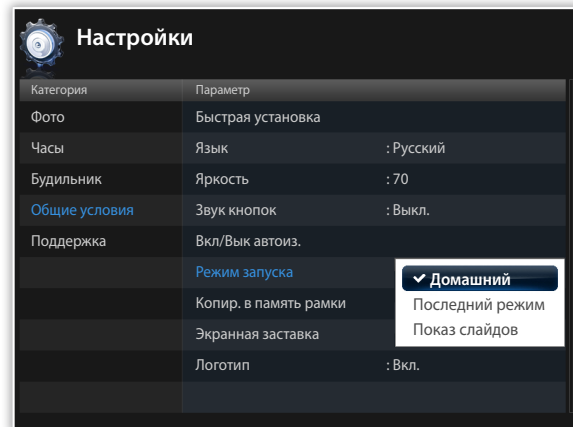 Настройки
Категория Параметр
Фото Быстрая установка
Часы Язык : Русский
Будильник Яркость : 70
Общие условия Звук кнопок : Выкл.
Поддержка Вкл/Вык автоиз.
Режим запуска Домашний
Копир. в память рамки Последний режим
Экранная заставка Показ слайдов
Логотип : Вкл.